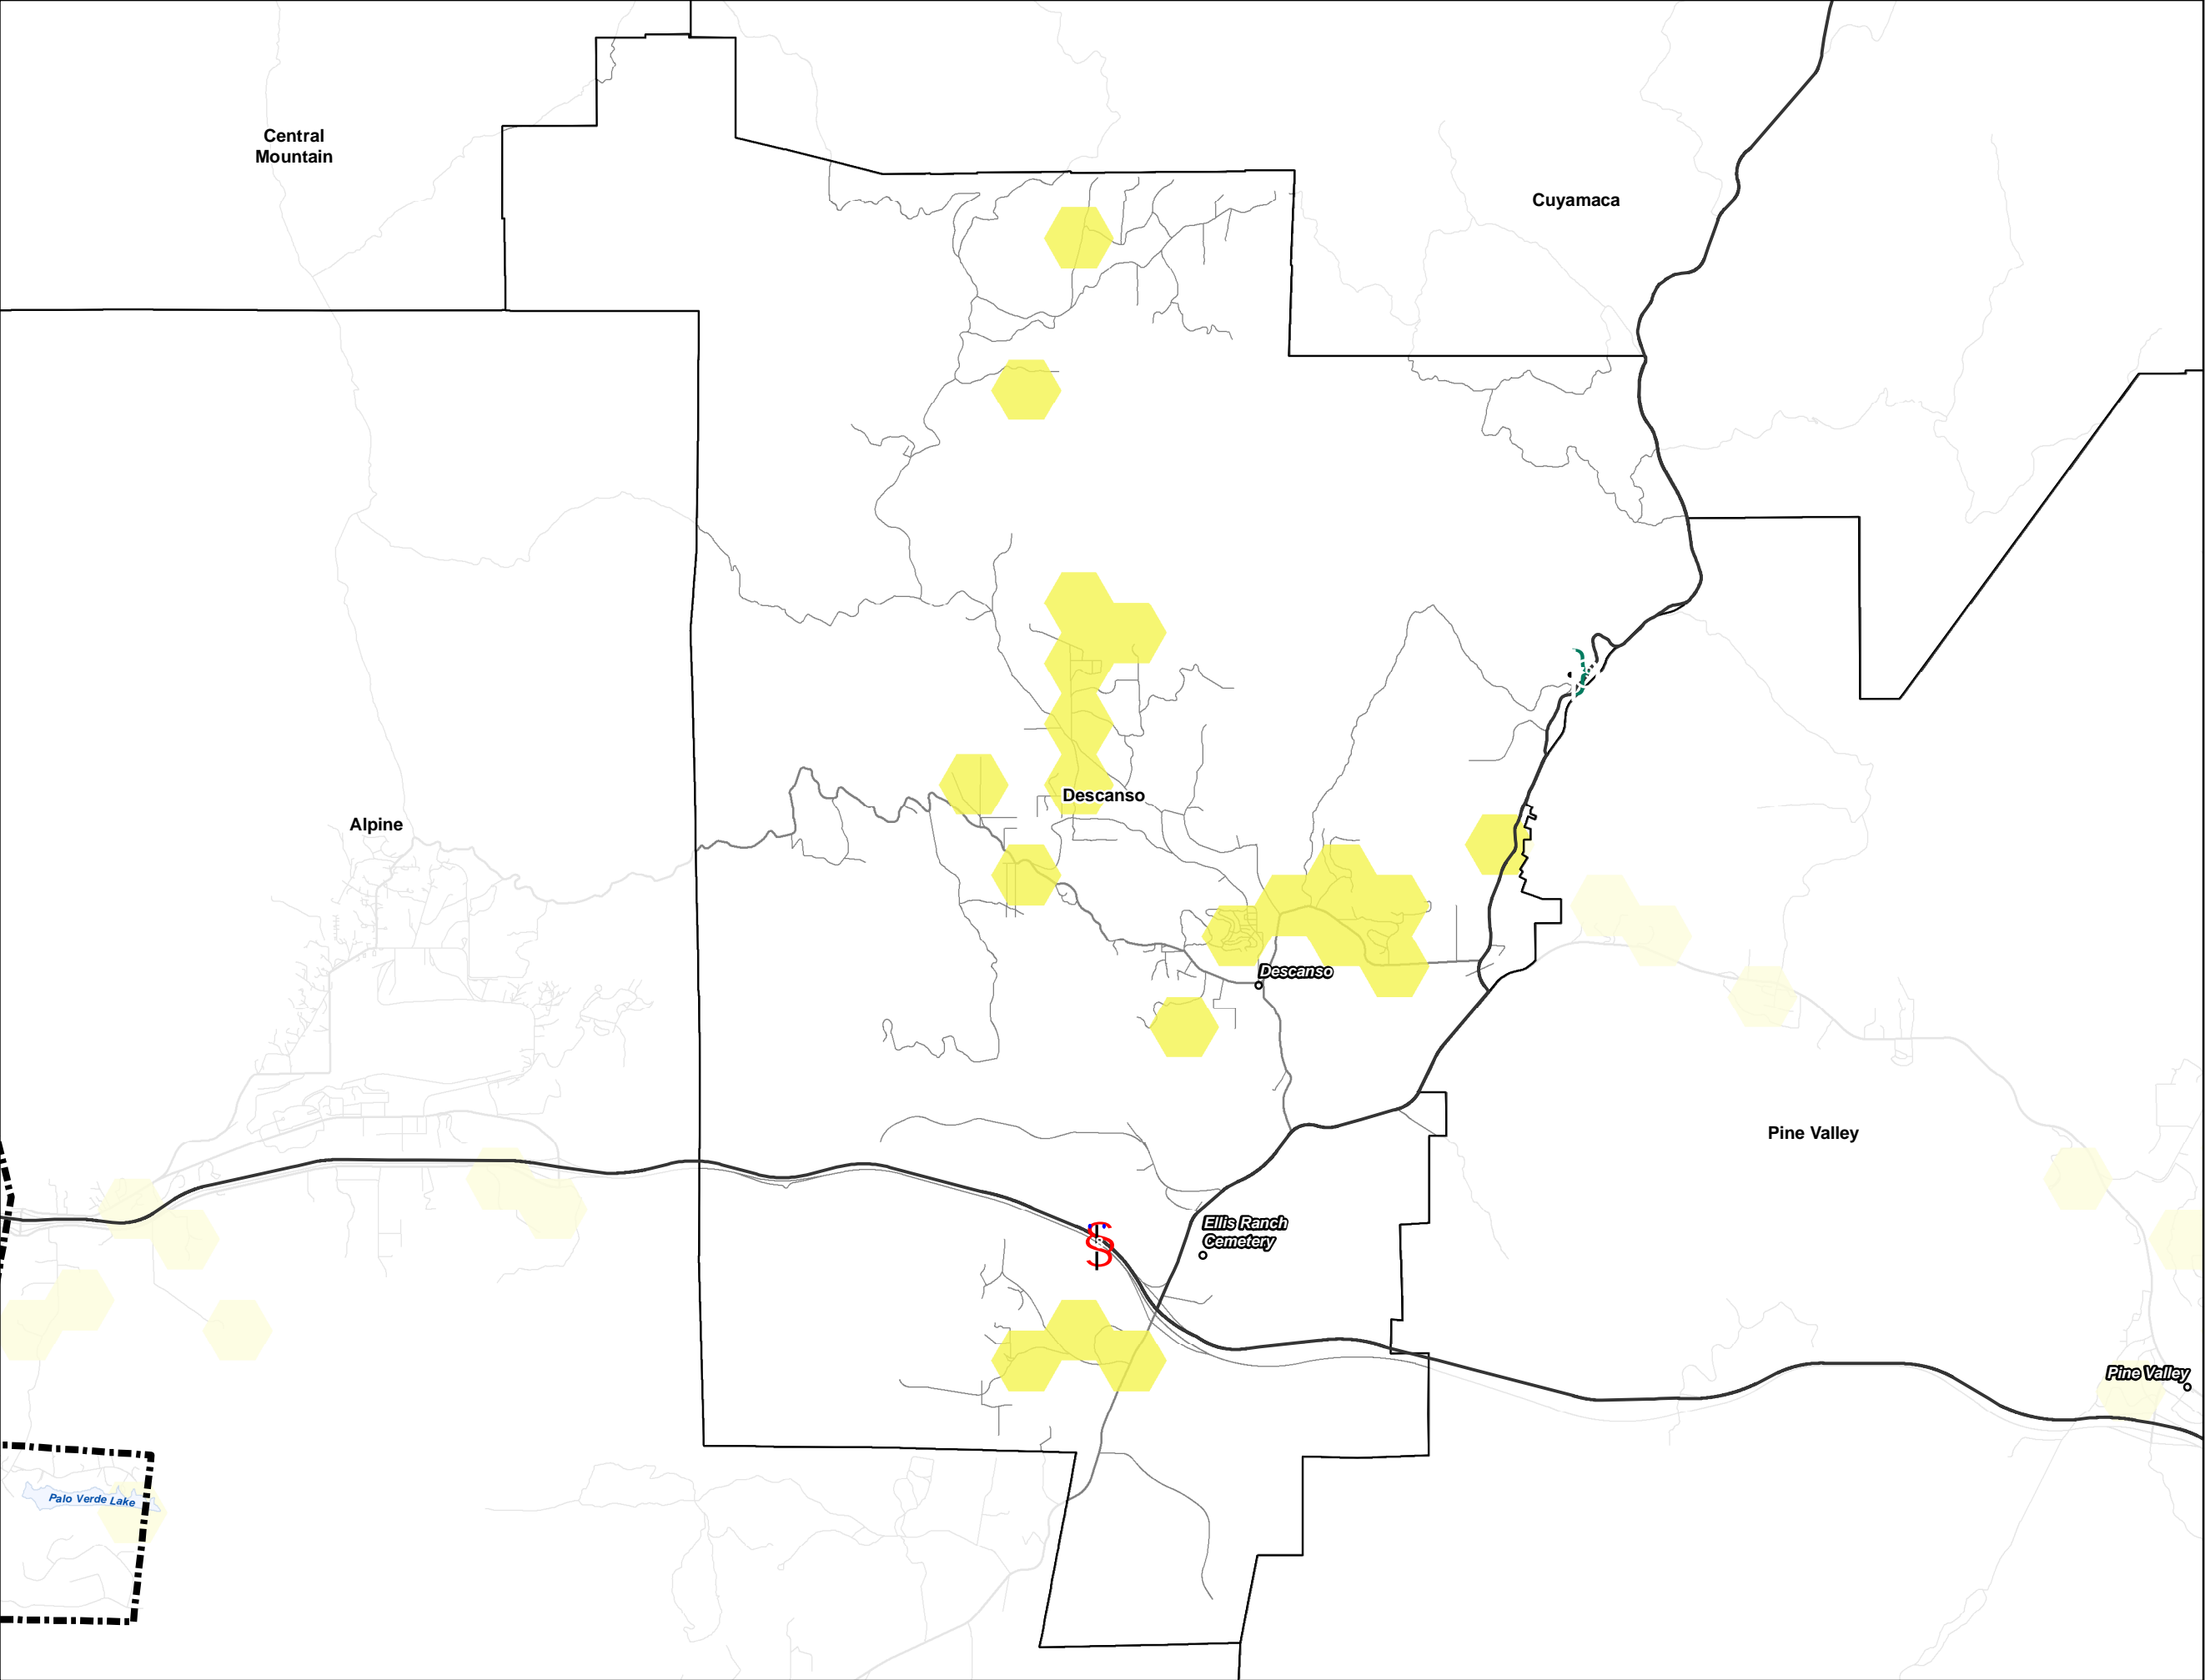 Central
Mountain
Cuyamaca
Descanso
Alpine
Descanso
Pine Valley
Ellis Ranch
Cemetery
Pine Valley
Palo Verde Lake